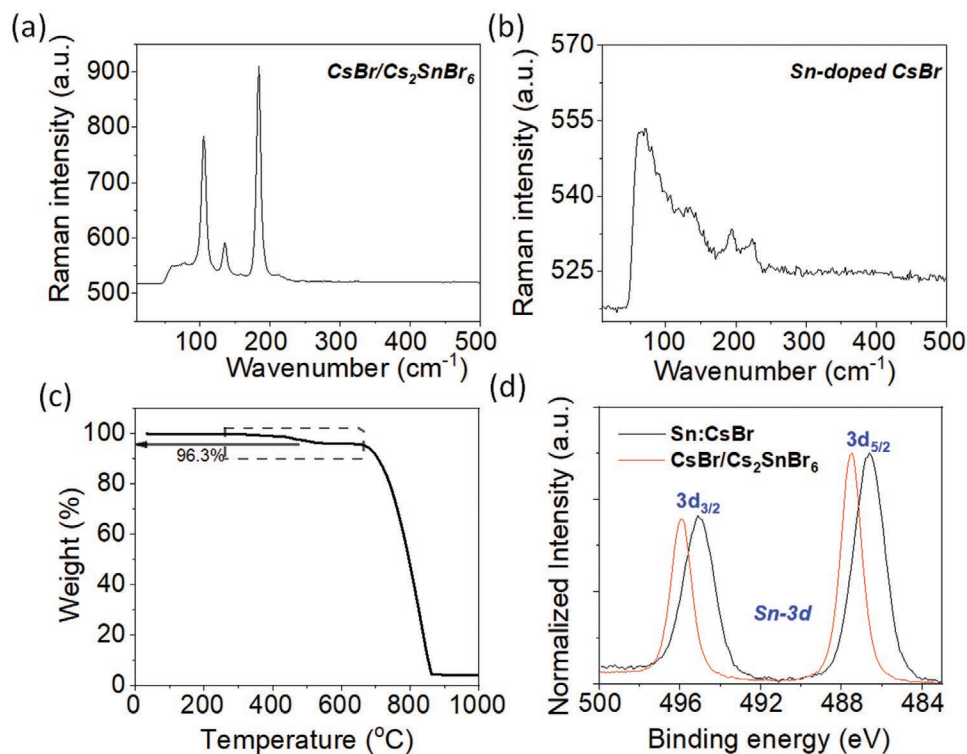 (a)
CsBr/Cs₂SnBr₆
Raman intensity (a.u.)
900
800
700
600
500
100 200 300 400 500
Wavenumber (cm⁻¹)
(b)
Sn-doped CsBr
Raman intensity (a.u.)
570
555
540
525
100 200 300 400 500
Wavenumber (cm⁻¹)
(c)
Weight (%)
100
80
60
40
20
0
96.3%
0 200 400 600 800 1000
Temperature (°C)
(d)
Normalized Intensity (a.u.)
Sn:CsBr
CsBr/Cs₂SnBr₆
3d₅/₂
3d₃/₂
Sn-3d
500 496 492 488 484
Binding energy (eV)